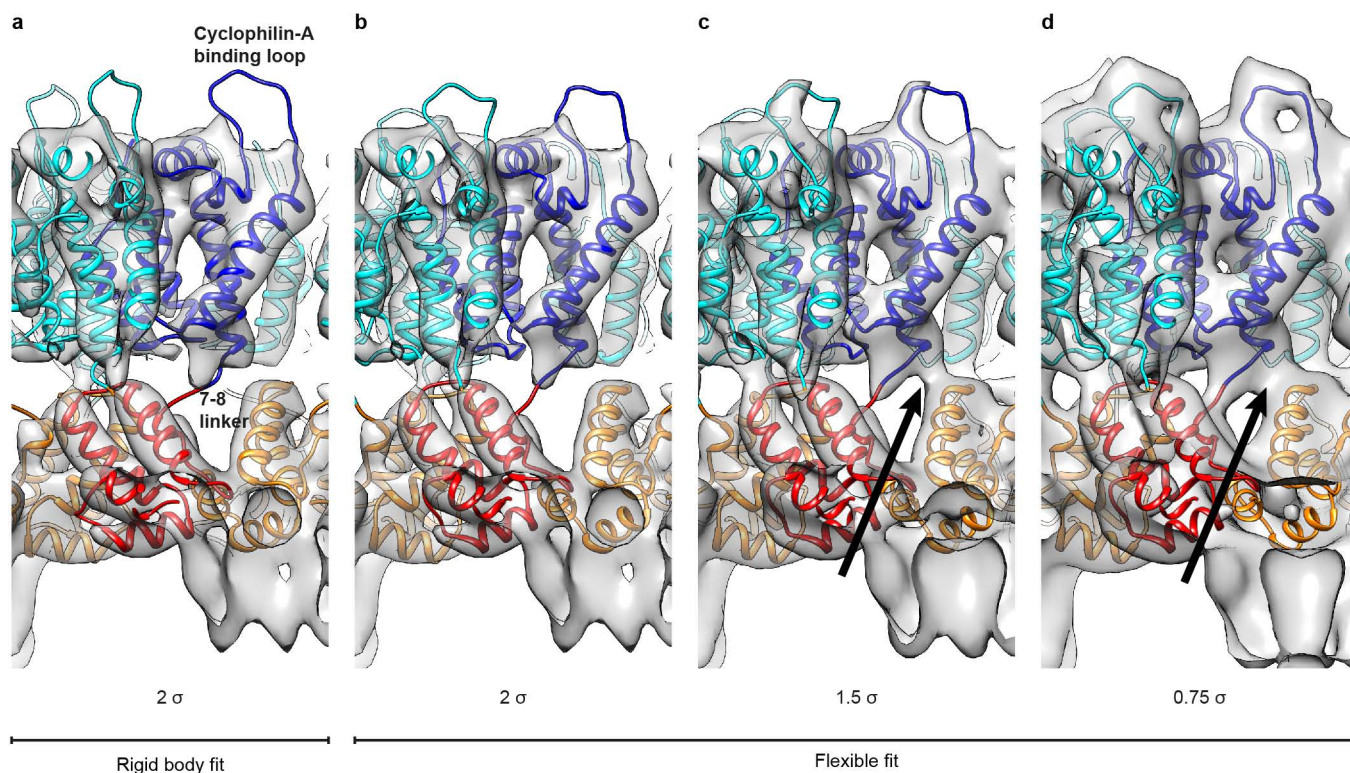 a
b
c
d
Cyclophilin-A
binding loop
7-8
linker
2 σ
2 σ
1.5 σ
0.75 σ
Rigid body fit
Flexible fit